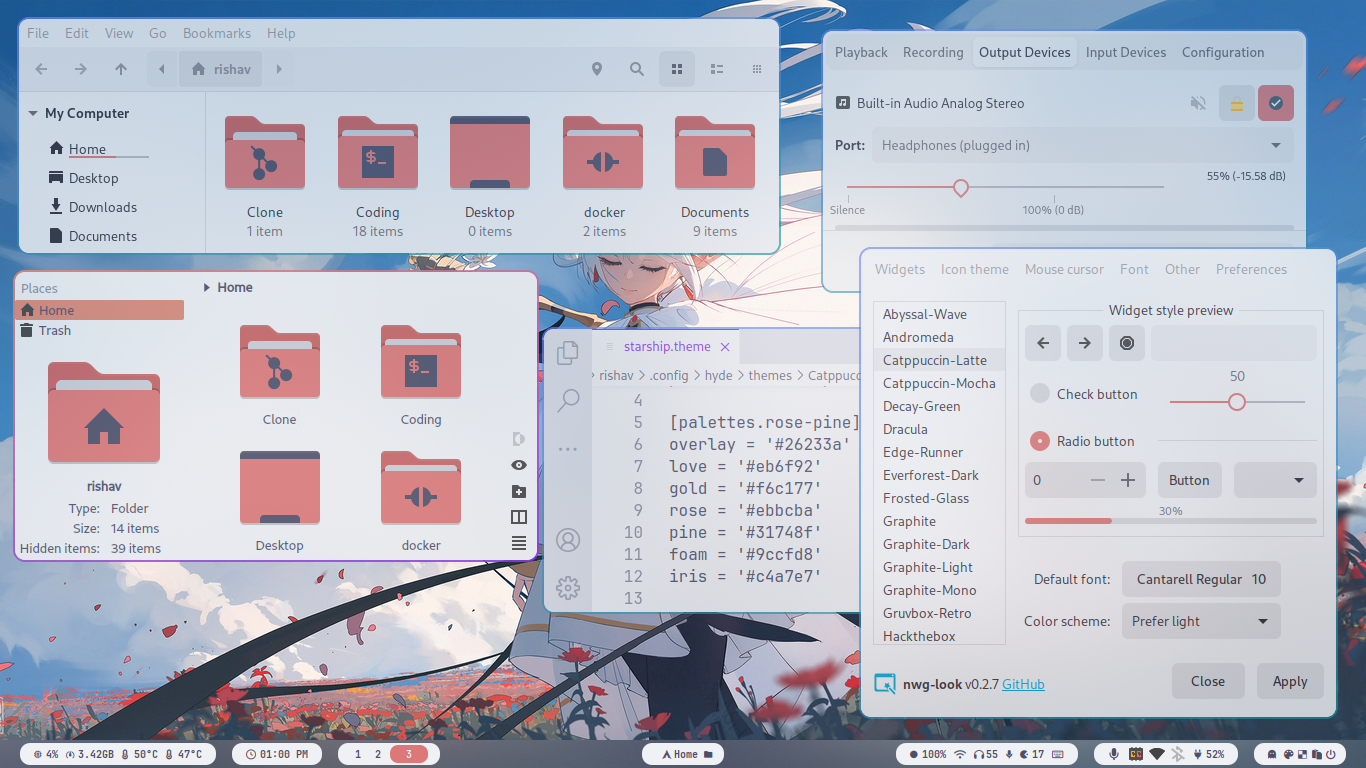 File Edit View Go Bookmarks Help
rishav
My Computer
Home
Desktop
Downloads
Documents
$_
Clone
1 item
Coding
18 items
Desktop
0 items
docker
2 items
Documents
9 items
Playback Recording Output Devices Input Devices Configuration
Built-in Audio Analog Stereo
Port: Headphones (plugged in)
55% (-15.58 dB)
Silence 100% (0 dB)
Places
Home
Trash
rishav
Type: Folder
Size: 14 items
Hidden items: 39 items
Home
$_
Clone
Coding
Desktop
docker
starship.theme
rishav > .config > hyde > themes > Catppuc
4
5 [palettes.rose-pine]
6 overlay = '#26233a'
7 love = '#eb6f92'
8 gold = '#f6c177'
9 rose = '#ebbcba'
10 pine = '#31748f'
11 foam = '#9ccfd8'
12 iris = '#c4a7e7'
13
Widgets Icon theme Mouse cursor Font Other Preferences
Abyssal-Wave
Andromeda
Catppuccin-Latte
Catppuccin-Mocha
Decay-Green
Dracula
Edge-Runner
Everforest-Dark
Frosted-Glass
Graphite
Graphite-Dark
Graphite-Light
Graphite-Mono
Gruvbox-Retro
Hackthebox
Widget style preview
50
Check button
Radio button
0 Button
30%
Default font: Cantarell Regular 10
Color scheme: Prefer light
nwg-look v0.2.7 GitHub
Close Apply
4% 3.42GB 50°C 47°C 01:00 PM 1 2 3 Home 100% 55 17 52%